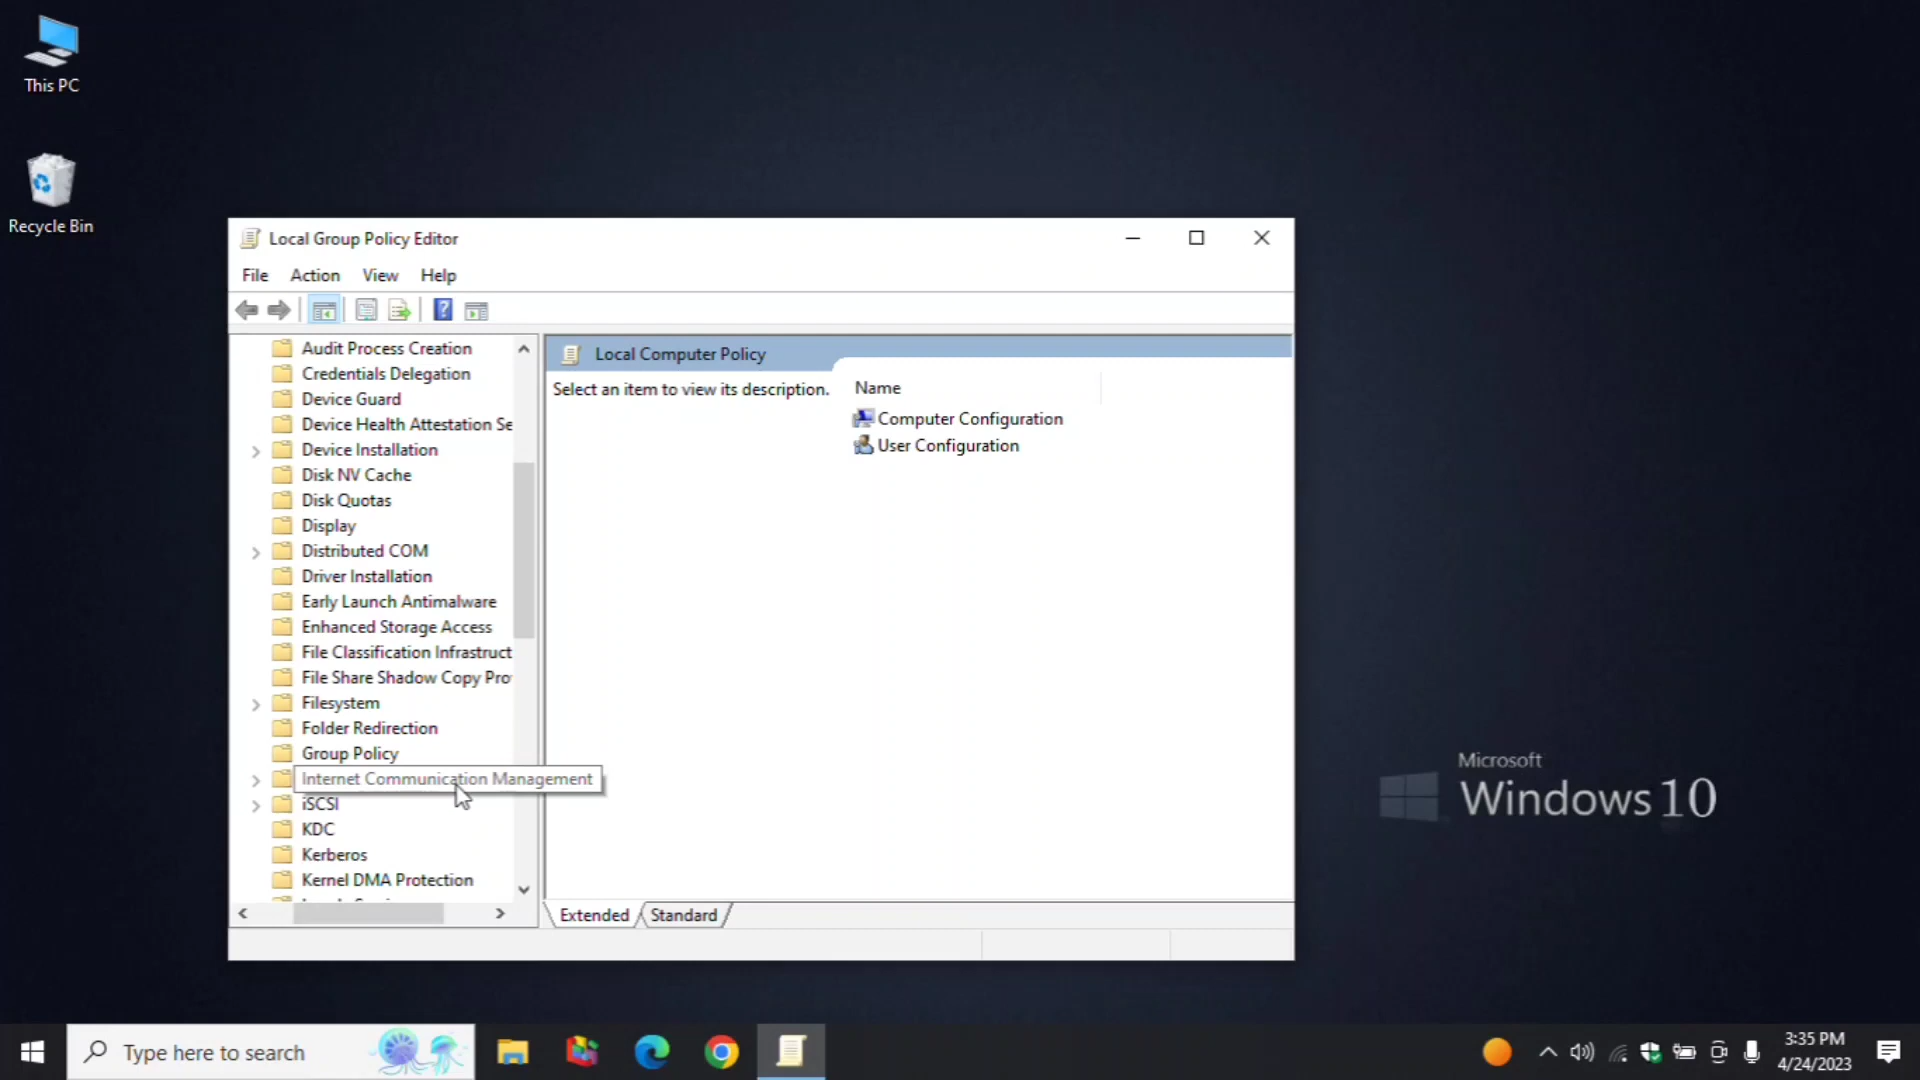 This PC
Recycle Bin
Local Group Policy Editor
File Action View Help
Audit Process Creation
Credentials Delegation
Device Guard
Device Health Attestation Se
Device Installation
Disk NV Cache
Disk Quotas
Display
Distributed COM
Driver Installation
Early Launch Antimalware
Enhanced Storage Access
File Classification Infrastruct
File Share Shadow Copy Pro
Filesystem
Folder Redirection
Group Policy
Internet Communication Management
iSCSI
KDC
Kerberos
Kernel DMA Protection
Local Computer Policy
Select an item to view its description.
Name
Computer Configuration
User Configuration
Extended Standard
Microsoft
Windows 10
Type here to search
3:35 PM
4/24/2023